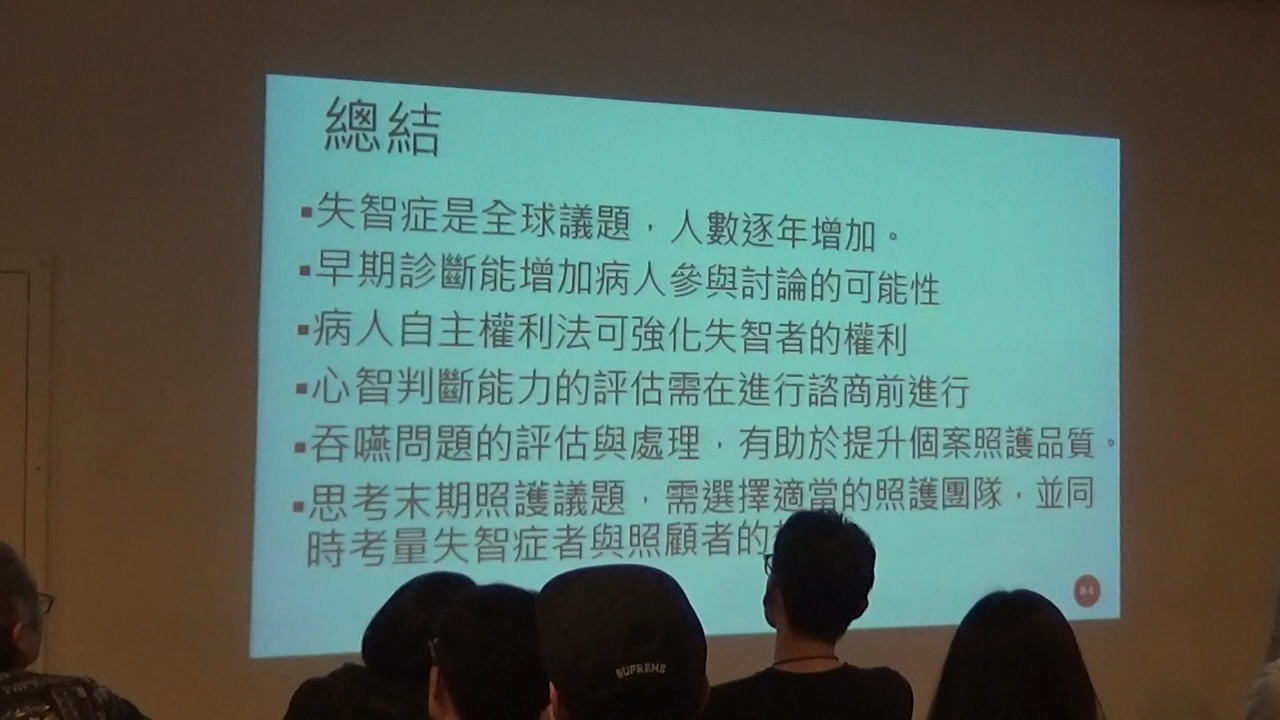 總結
▪失智症是全球議題，人數逐年增加。
▪早期診斷能增加病人參與討論的可能性
▪病人自主權利法可強化失智者的權利
▪心智判斷能力的評估需在進行諮商前進行
▪吞嚥問題的評估與處理，有助於提升個案照護品質。
▪思考末期照護議題，需選擇適當的照護團隊，並同
時考量失智症者與照顧者的
84
SUPREME